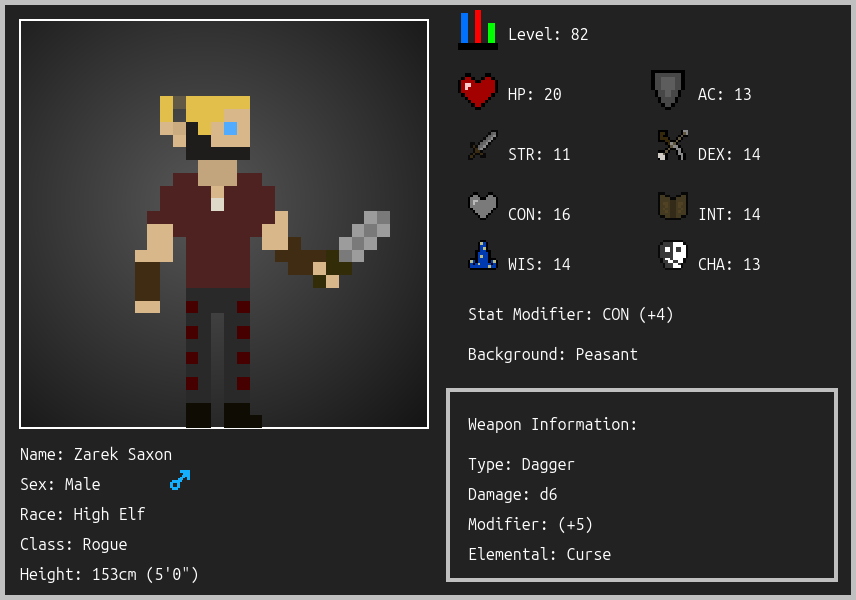 Level: 82
HP: 20
AC: 13
STR: 11
DEX: 14
CON: 16
INT: 14
WIS: 14
CHA: 13
Stat Modifier: CON (+4)
Background: Peasant
Weapon Information:
Type: Dagger
Damage: d6
Modifier: (+5)
Elemental: Curse
Name: Zarek Saxon
Sex: Male
Race: High Elf
Class: Rogue
Height: 153cm (5'0")